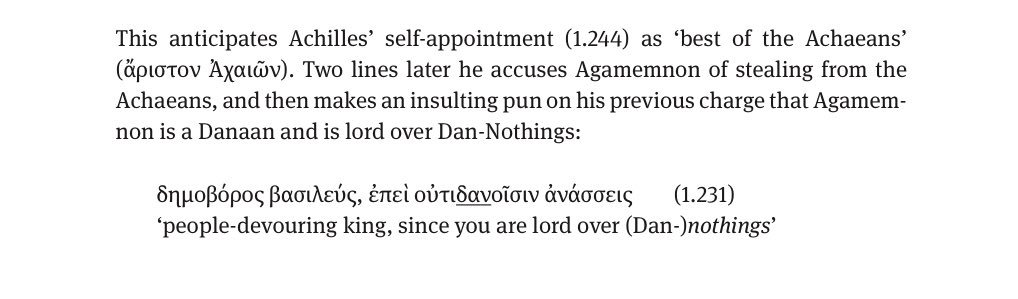 This anticipates Achilles’ self-appointment (1.244) as ‘best of the Achaeans’
(ἄριστον Ἀχαιῶν). Two lines later he accuses Agamemnon of stealing from the
Achaeans, and then makes an insulting pun on his previous charge that Agamem-
non is a Danaan and is lord over Dan-Nothings:
δημοβόρος βασιλεύς, ἐπεὶ οὐτιδανοῖσιν ἀνάσσεις (1.231)
‘people-devouring king, since you are lord over (Dan-)nothings’